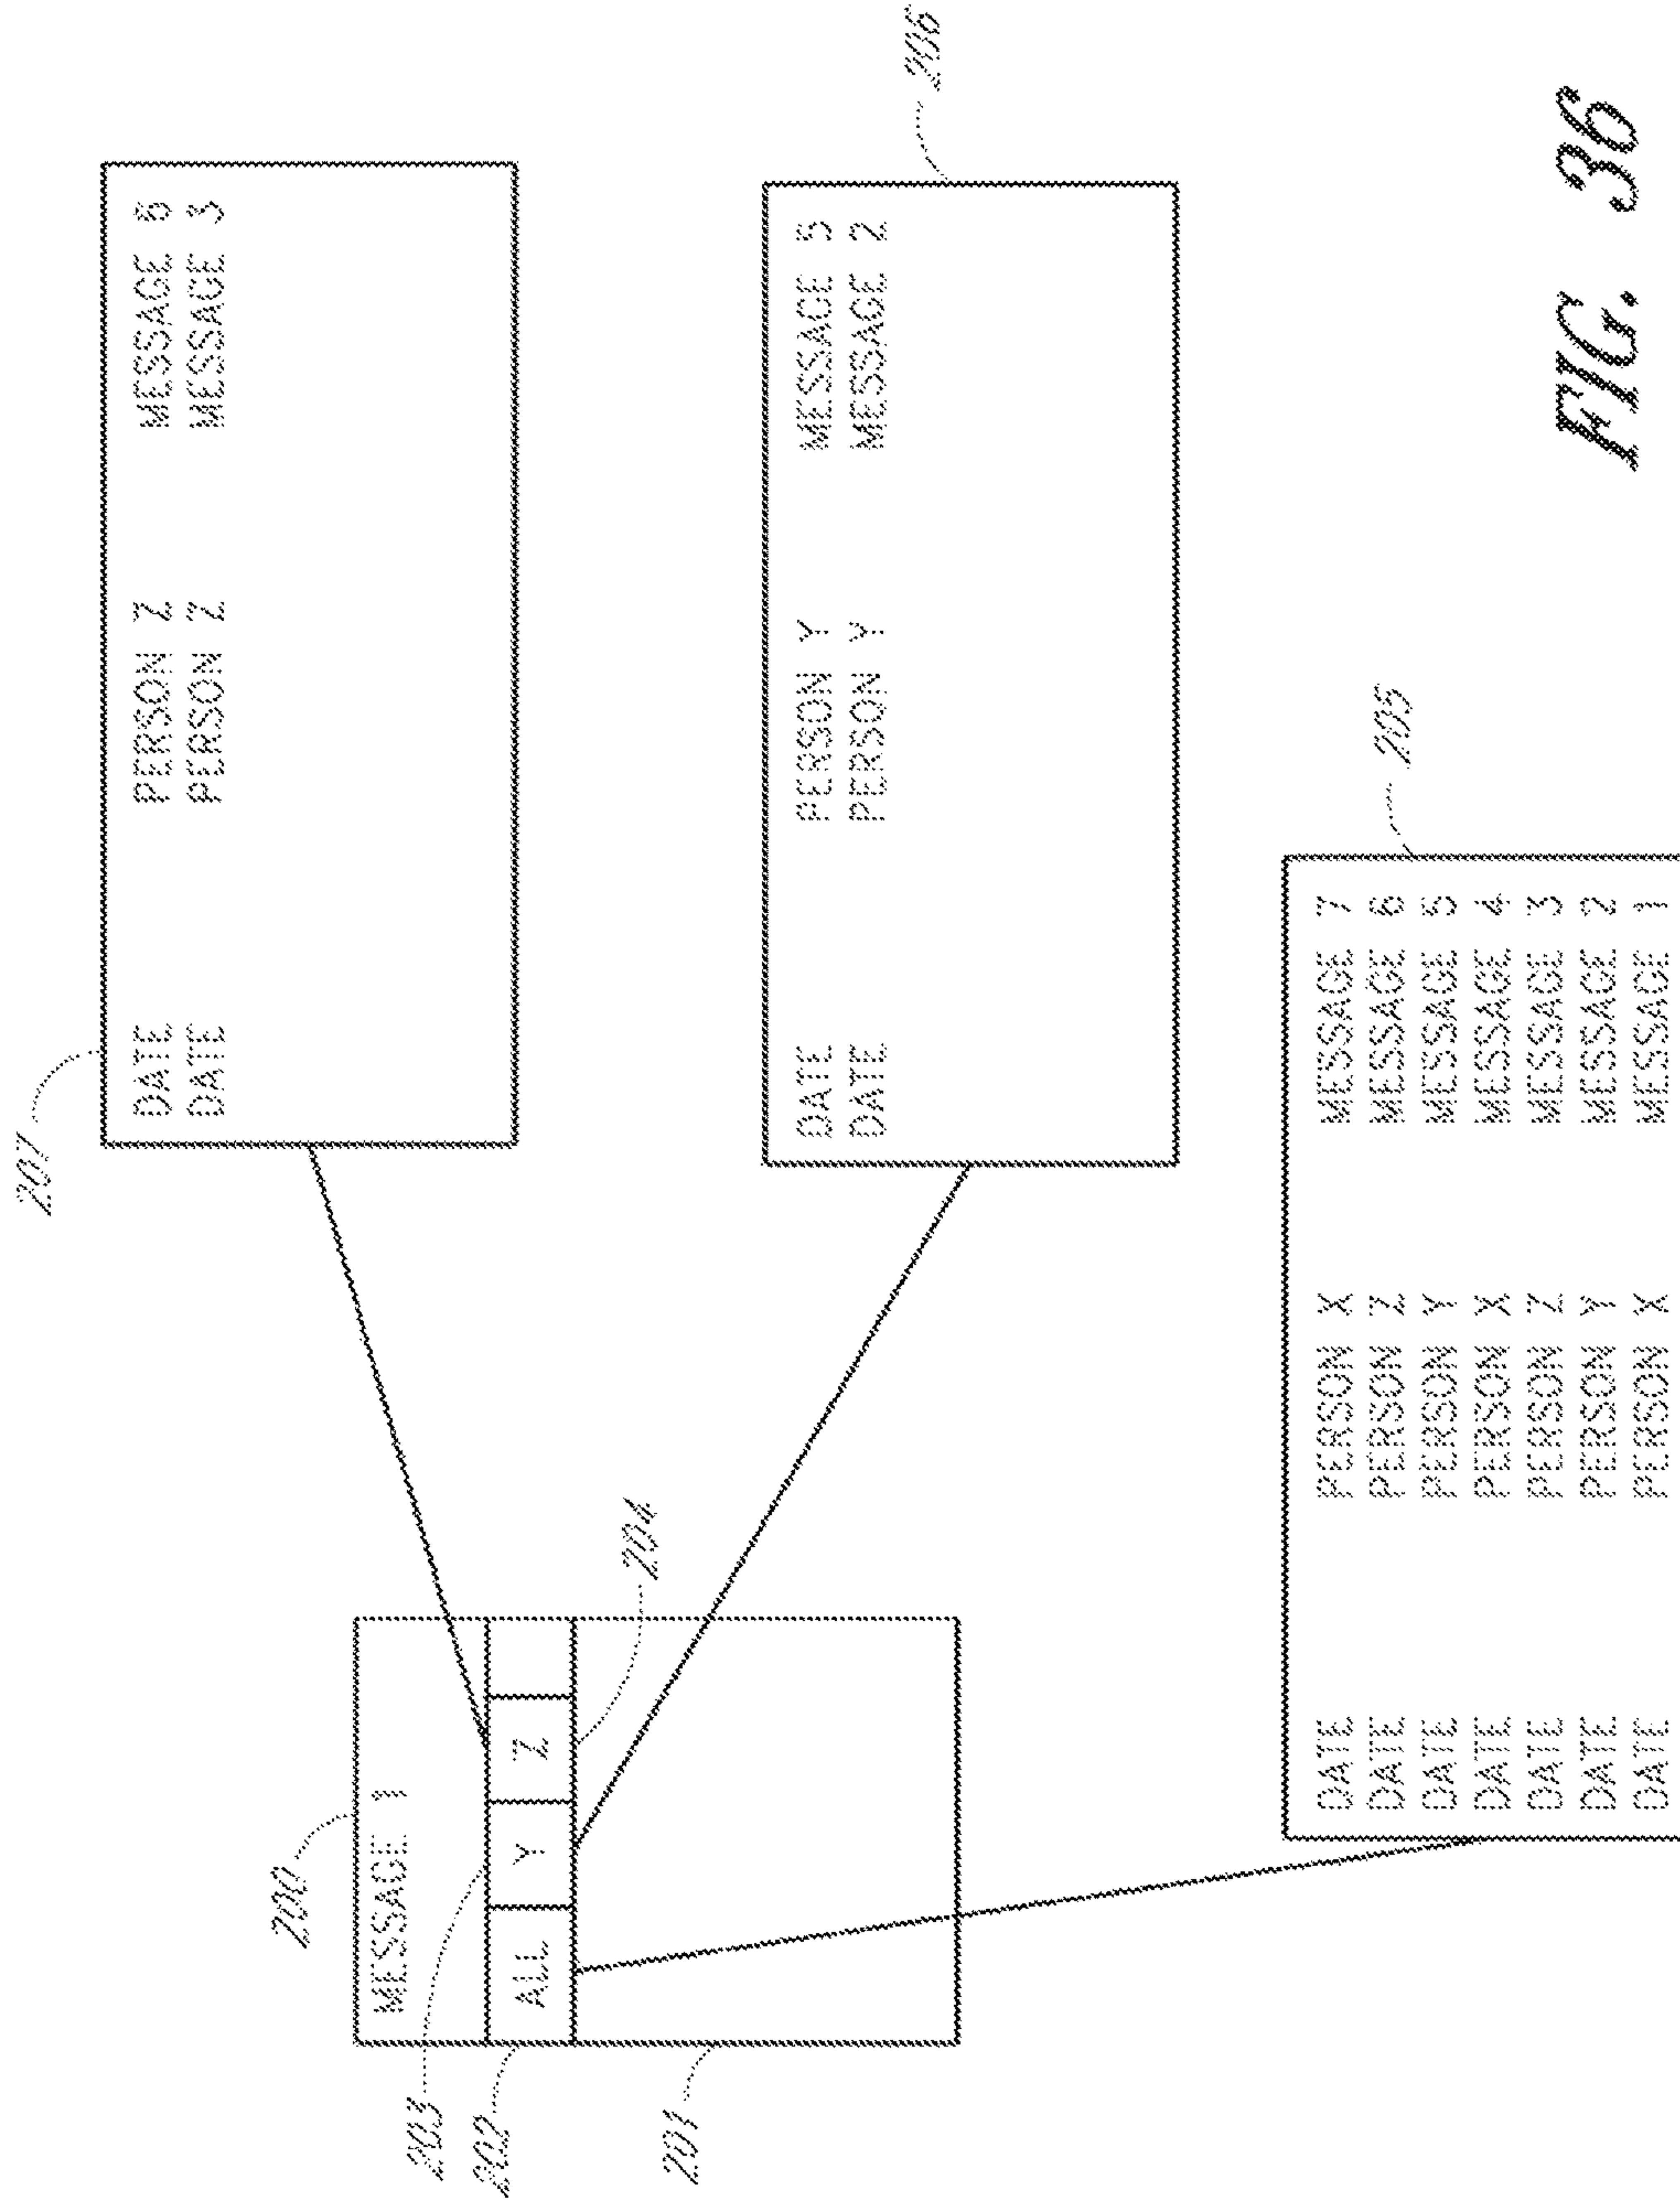 207
DATE PERSON Z MESSAGE 6
DATE PERSON Z MESSAGE 3
200
MESSAGE 1
203
202
ALL Y Z
204
201
206
DATE PERSON Y MESSAGE 5
DATE PERSON Y MESSAGE 2
205
DATE PERSON X MESSAGE 7
DATE PERSON Z MESSAGE 6
DATE PERSON Y MESSAGE 5
DATE PERSON X MESSAGE 4
DATE PERSON Z MESSAGE 3
DATE PERSON Y MESSAGE 2
DATE PERSON X MESSAGE 1
FIG. 36